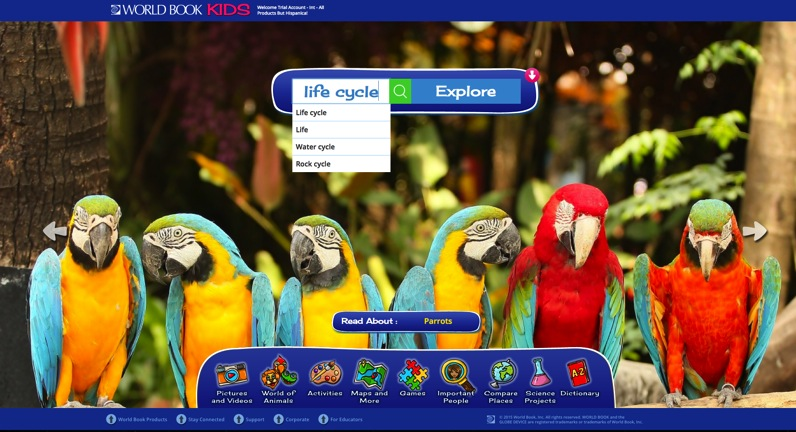 WORLD BOOK KIDS
Welcome Trial Account - Int - All
Products But Hispanica!
life cycle
Explore
Life cycle
Life
Water cycle
Rock cycle
Read About : Parrots
Pictures
and Videos
World of
Animals
Activities
Maps and
More
Games
Important
People
Compare
Places
Science
Projects
A-Z
Dictionary
World Book Products
Stay Connected
Support
Corporate
For Educators
© 2015 World Book, Inc. All rights reserved. WORLD BOOK and the
GLOBE DEVICE are registered trademarks or trademarks of World Book, Inc.